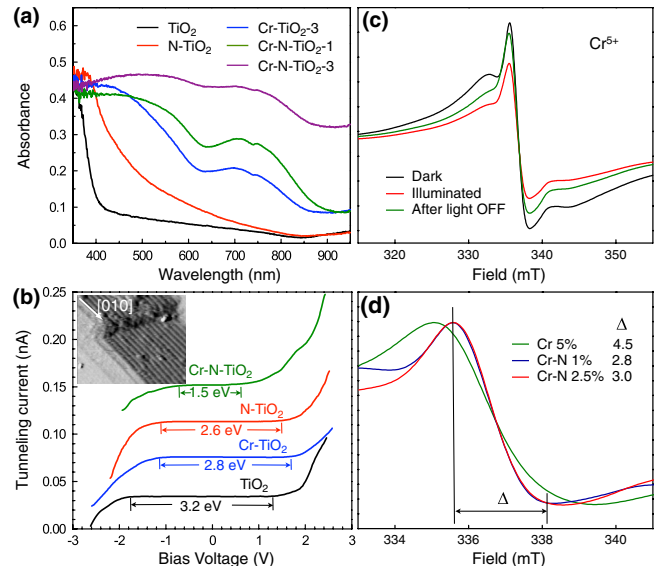 (a)
TiO2
N-TiO2
Cr-TiO2-3
Cr-N-TiO2-1
Cr-N-TiO2-3
Absorbance
0.6
0.5
0.4
0.3
0.2
0.1
0.0
400 500 600 700 800 900
Wavelength (nm)
(c)
Cr5+
Dark
Illuminated
After light OFF
320 330 340 350
Field (mT)
(b)
[010]
Tunneling current (nA)
0.25
0.20
0.15
0.10
0.05
0.00
Cr-N-TiO2
1.5 eV
N-TiO2
2.6 eV
Cr-TiO2
2.8 eV
TiO2
3.2 eV
-3 -2 -1 0 1 2 3
Bias Voltage (V)
(d)
Δ
Cr 5% 4.5
Cr-N 1% 2.8
Cr-N 2.5% 3.0
Δ
334 336 338 340
Field (mT)